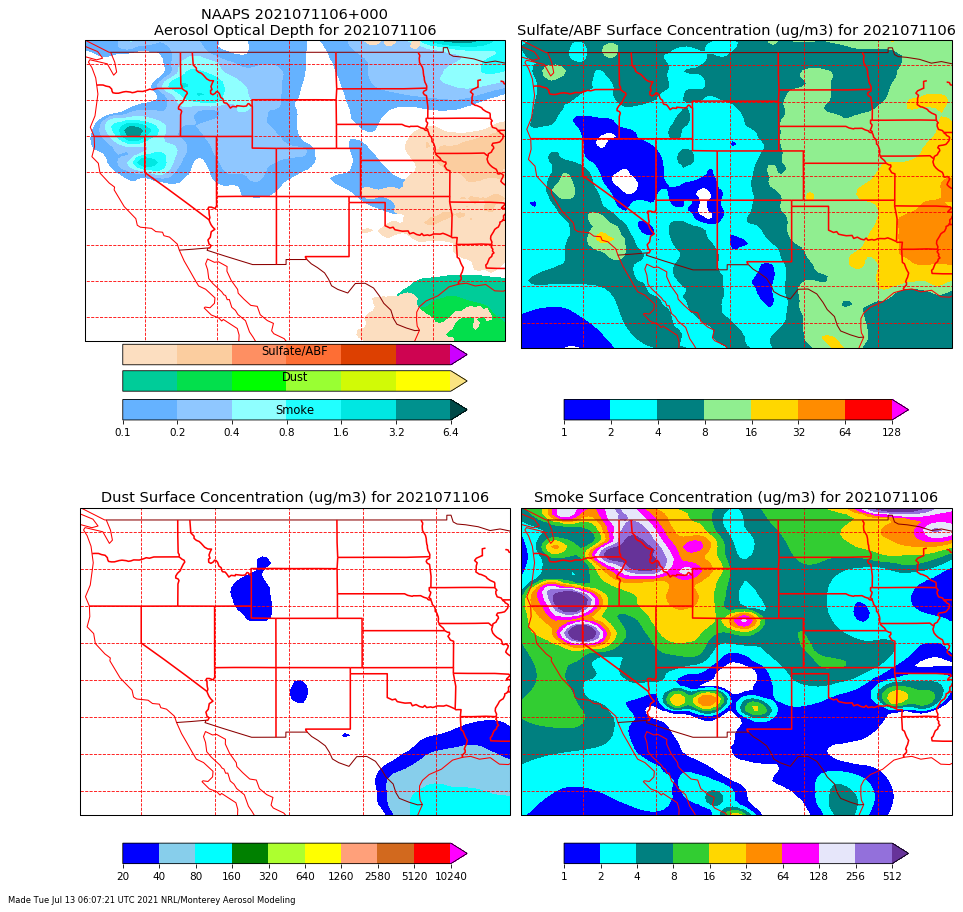 NAAPS 2021071106+000
Aerosol Optical Depth for 2021071106
Sulfate/ABF Surface Concentration (ug/m3) for 2021071106
Sulfate/ABF
Dust
Smoke
0.1 0.2 0.4 0.8 1.6 3.2 6.4
1 2 4 8 16 32 64 128
Dust Surface Concentration (ug/m3) for 2021071106
Smoke Surface Concentration (ug/m3) for 2021071106
20 40 80 160 320 640 1260 2580 5120 10240
1 2 4 8 16 32 64 128 256 512
Made Tue Jul 13 06:07:21 UTC 2021 NRL/Monterey Aerosol Modeling